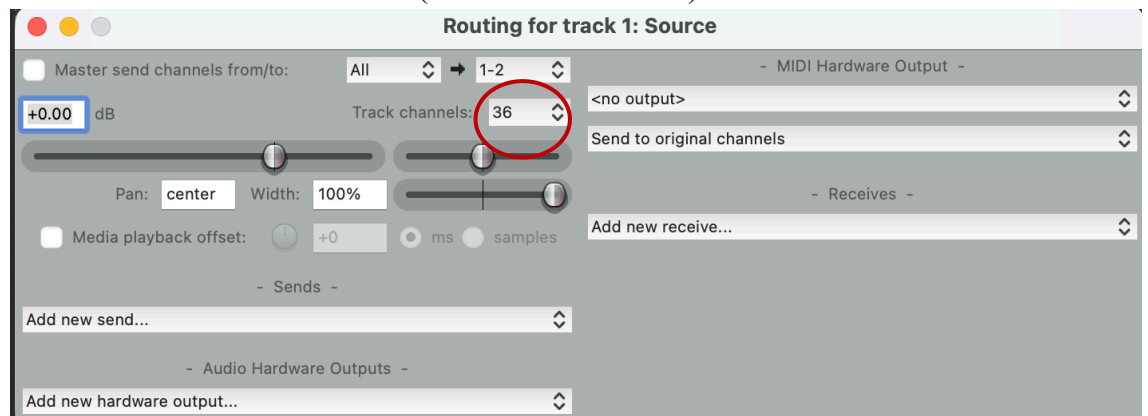 Routing for track 1: Source
Master send channels from/to: All 1-2
+0.00 dB Track channels: 36
Pan: center Width: 100%
Media playback offset: +0 ms samples
- Sends -
Add new send...
- Audio Hardware Outputs -
Add new hardware output...
- MIDI Hardware Output -
<no output>
Send to original channels
- Receives -
Add new receive...